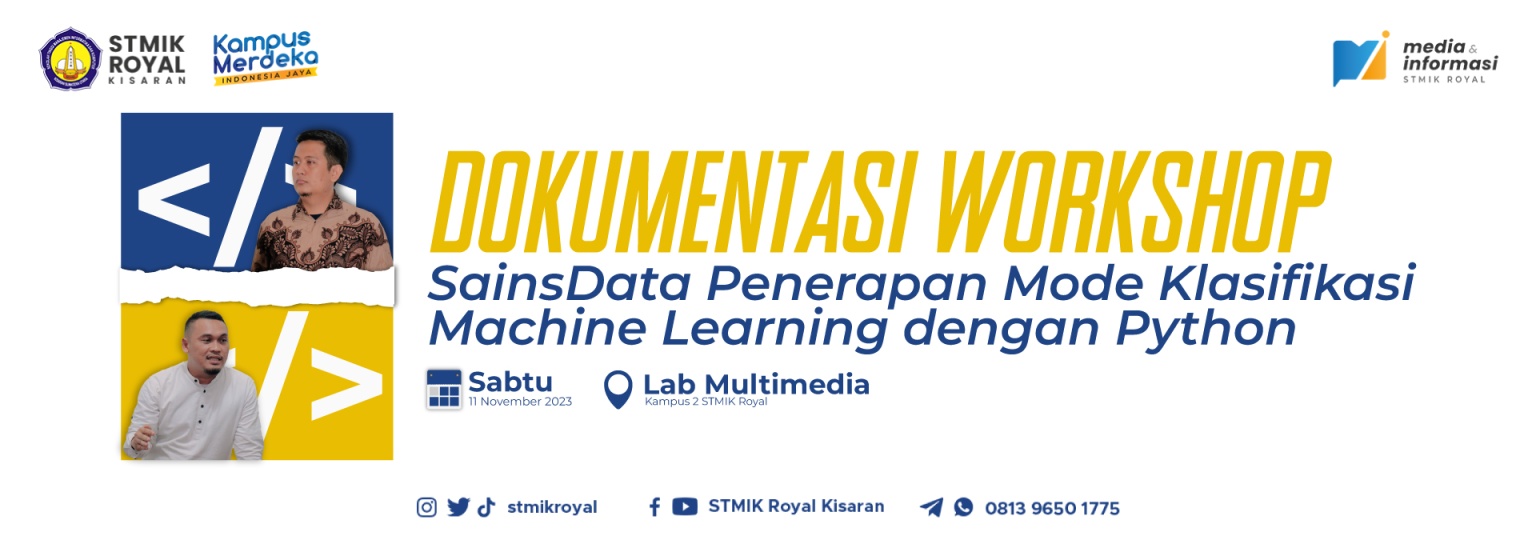 STMIK
ROYAL
KISARAN
Kampus
Merdeka
INDONESIA JAYA
media &
informasi
STMIK ROYAL
</>
</>
DOKUMENTASI WORKSHOP
SainsData Penerapan Mode Klasifikasi
Machine Learning dengan Python
Sabtu
11 November 2023
Lab Multimedia
Kampus 2 STMIK Royal
stmikroyal
STMIK Royal Kisaran
0813 9650 1775